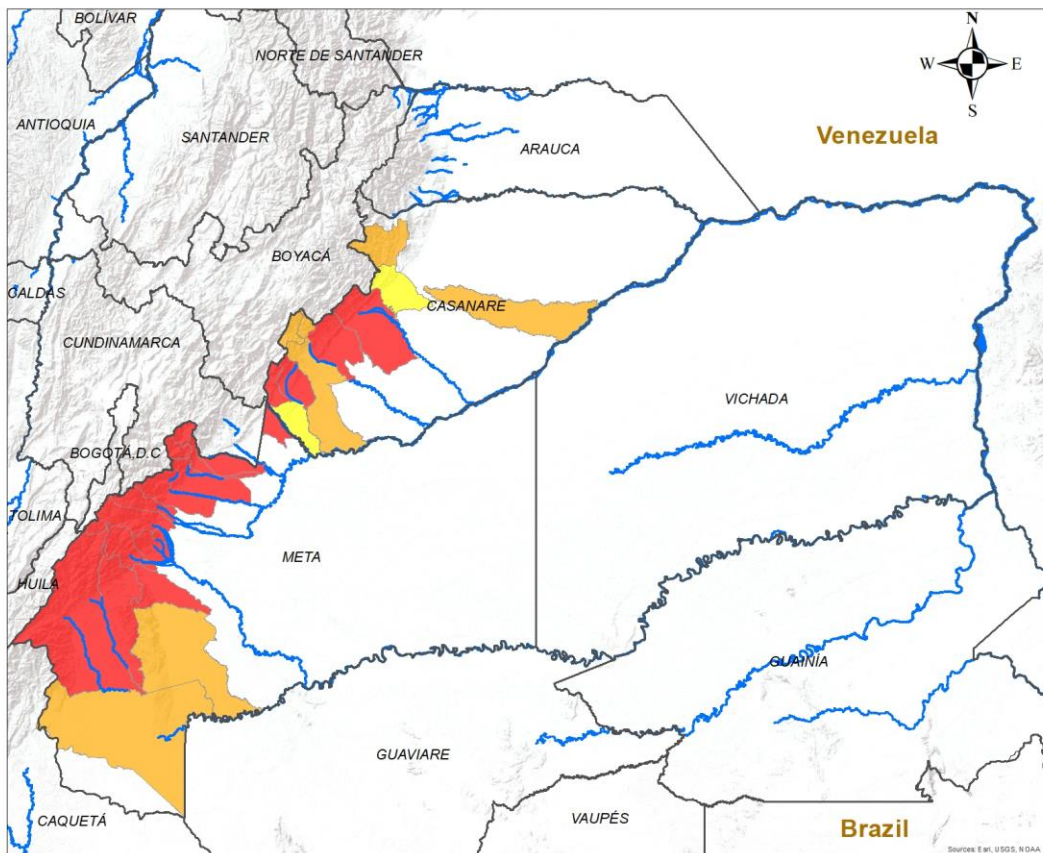 BOLÍVAR
N
NORTE DE SANTANDER
W E
S
ANTIOQUIA
SANTANDER
Venezuela
ARAUCA
BOYACÁ
CALDAS
CASANARE
CUNDINAMARCA
VICHADA
BOGOTÁ, D.C
TOLIMA
META
HUILA
GUAINÍA
GUAVIARE
CAQUETÁ
VAUPÉS
Brazil
Sources: Esri, USGS, NOAA